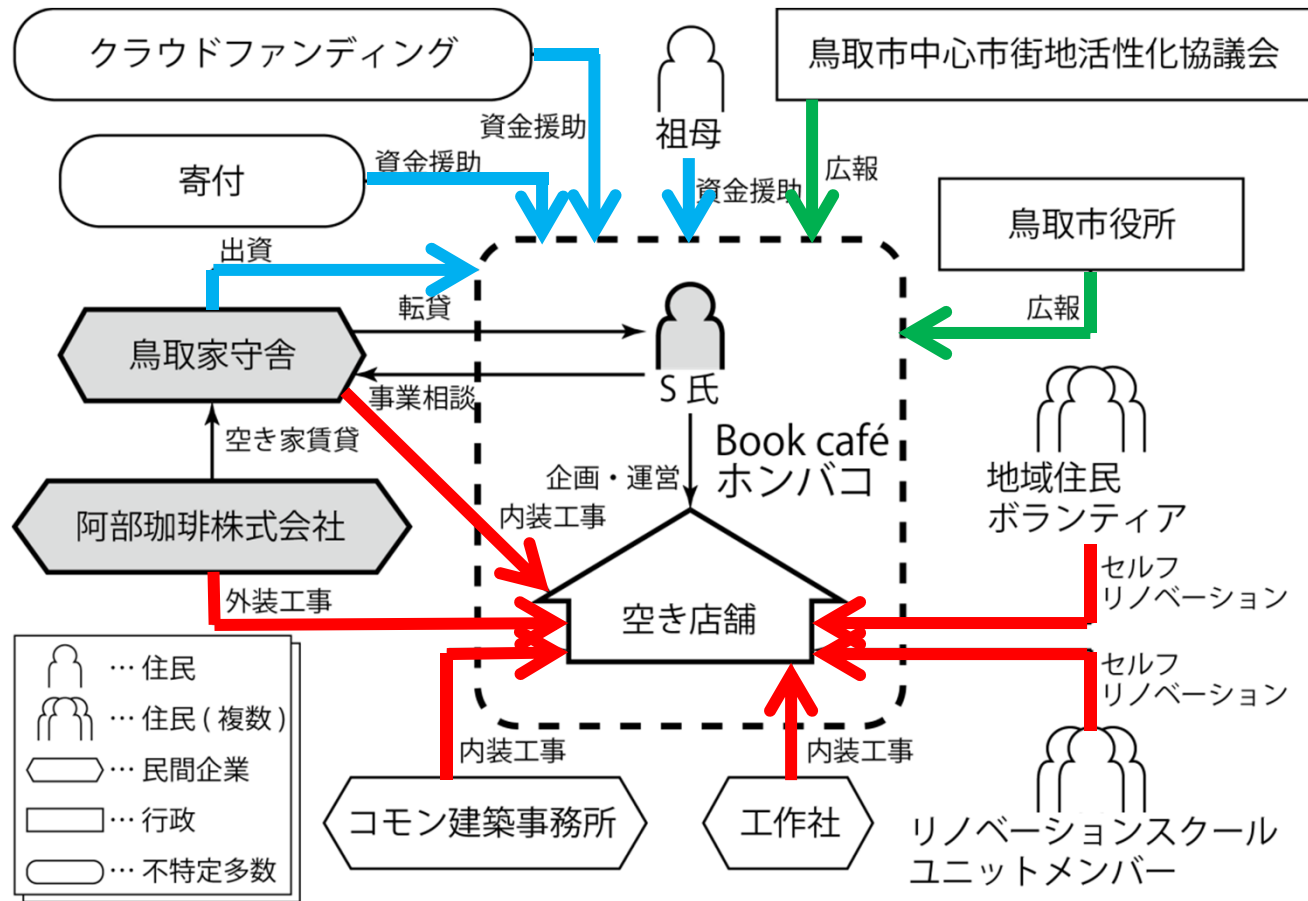 クラウドファンディング
祖母
鳥取市中心市街地活性化協議会
資金援助
寄付
資金援助
資金援助
広報
鳥取市役所
出資
広報
転貸
鳥取家守舎
S 氏
事業相談
空き家賃貸
Book café
ホンバコ
企画・運営
地域住民
ボランティア
阿部珈琲株式会社
内装工事
セルフ
リノベーション
外装工事
空き店舗
セルフ
リノベーション
… 住民
… 住民 ( 複数 )
… 民間企業
… 行政
… 不特定多数
内装工事
内装工事
コモン建築事務所
工作社
リノベーションスクール
ユニットメンバー